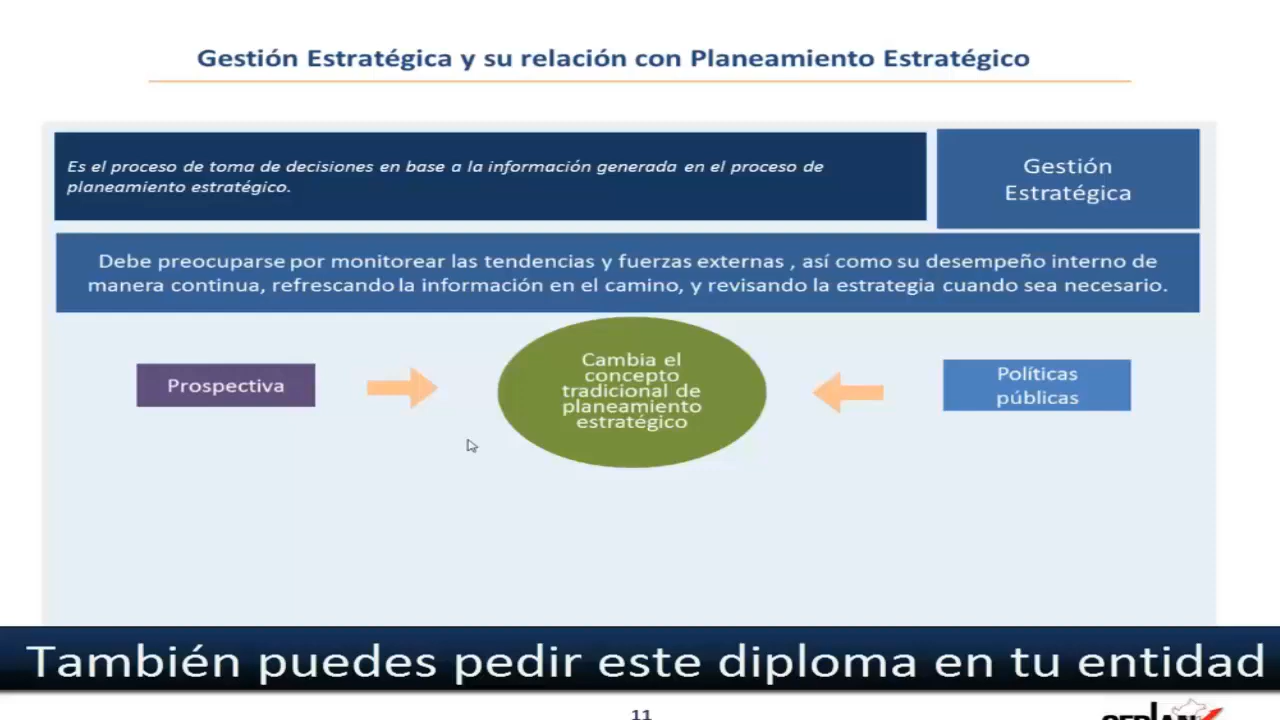 Gestión Estratégica y su relación con Planeamiento Estratégico
Es el proceso de toma de decisiones en base a la información generada en el proceso de
planeamiento estratégico.
Gestión
Estratégica
Debe preocuparse por monitorear las tendencias y fuerzas externas , así como su desempeño interno de
manera continua, refrescando la información en el camino, y revisando la estrategia cuando sea necesario.
Prospectiva
Cambia el
concepto
tradicional de
planeamiento
estratégico
Políticas
públicas
También puedes pedir este diploma en tu entidad
11